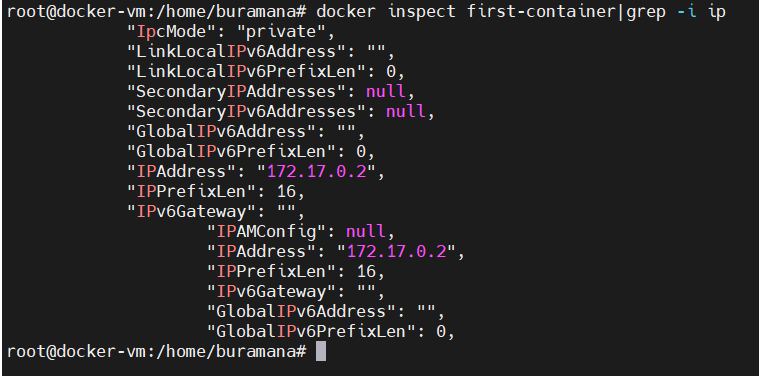 root@docker-vm:/home/buramana# docker inspect first-container|grep -i ip
"IpcMode": "private",
"LinkLocalIPv6Address": "",
"LinkLocalIPv6PrefixLen": 0,
"SecondaryIPAddresses": null,
"SecondaryIPv6Addresses": null,
"GlobalIPv6Address": "",
"GlobalIPv6PrefixLen": 0,
"IPAddress": "172.17.0.2",
"IPPrefixLen": 16,
"IPv6Gateway": "",
"IPAMConfig": null,
"IPAddress": "172.17.0.2",
"IPPrefixLen": 16,
"IPv6Gateway": "",
"GlobalIPv6Address": "",
"GlobalIPv6PrefixLen": 0,
root@docker-vm:/home/buramana#